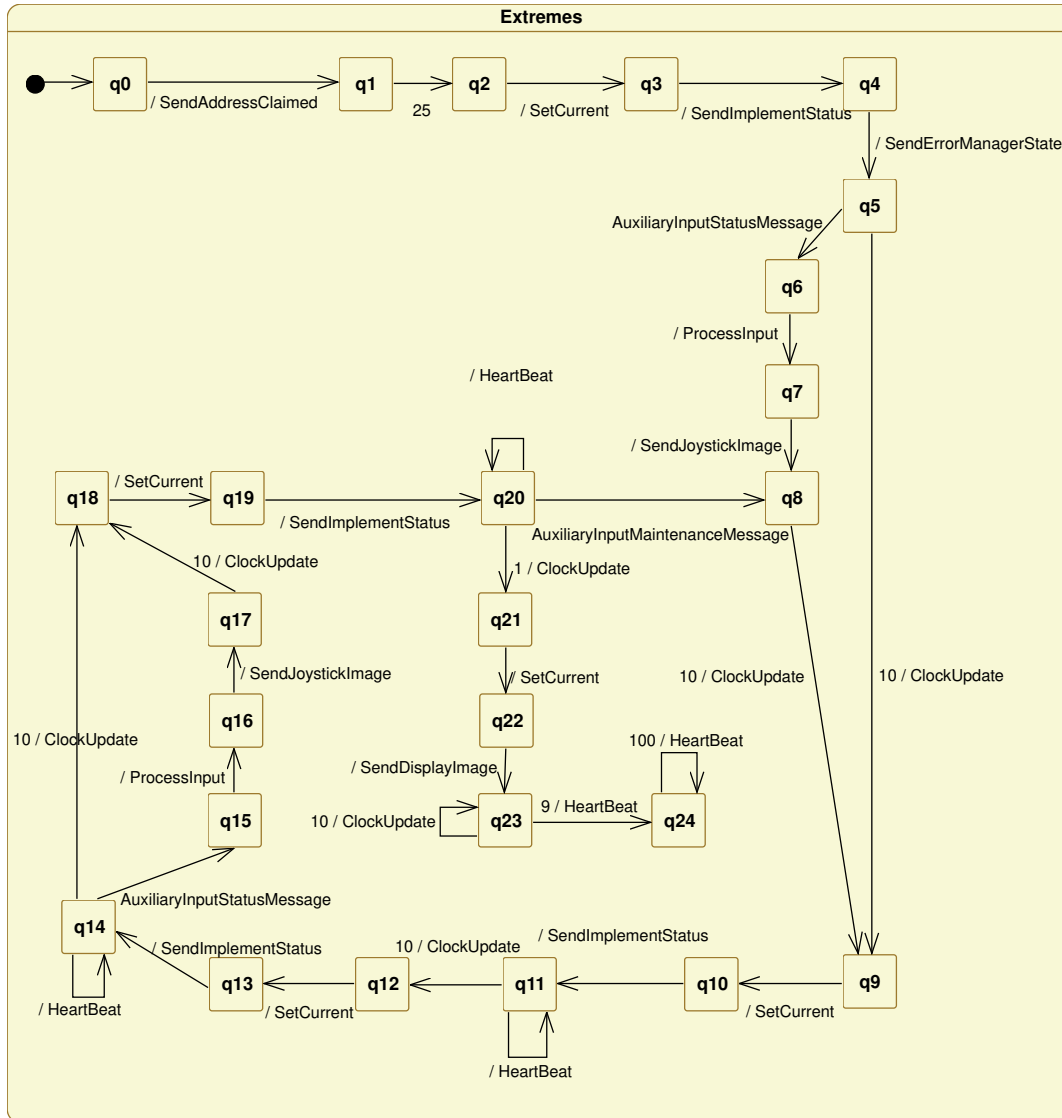 Extremes
q0
q1
q2
q3
q4
/ SendAddressClaimed
25
/ SetCurrent
/ SendImplementStatus
/ SendErrorManagerState
q5
AuxiliaryInputStatusMessage
q6
/ ProcessInput
/ HeartBeat
q7
/ SendJoystickImage
/ SetCurrent
q18
q19
q20
q8
/ SendImplementStatus
AuxiliaryInputMaintenanceMessage
10 / ClockUpdate
1 / ClockUpdate
q17
q21
/ SendJoystickImage
/ SetCurrent
10 / ClockUpdate
10 / ClockUpdate
q16
q22
10 / ClockUpdate
100 / HeartBeat
/ ProcessInput
/ SendDisplayImage
9 / HeartBeat
q15
10 / ClockUpdate
q23
q24
AuxiliaryInputStatusMessage
q14
/ SendImplementStatus
10 / ClockUpdate
/ SendImplementStatus
q13
q12
q11
q10
q9
/ HeartBeat
/ SetCurrent
/ SetCurrent
/ HeartBeat